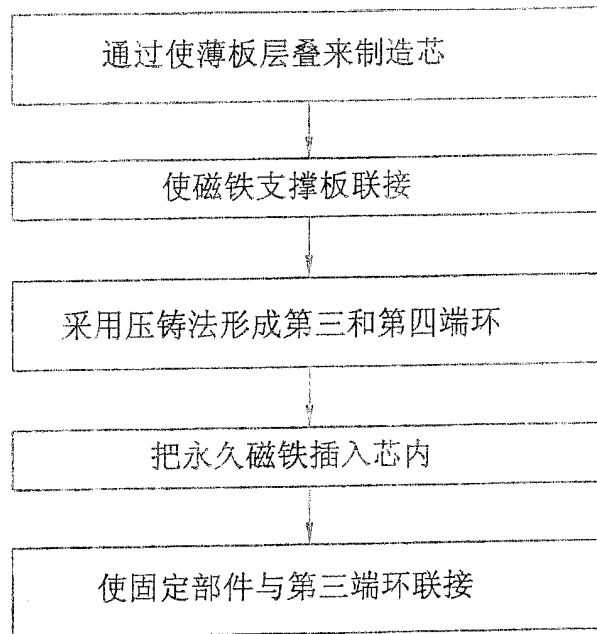 通过使薄板层叠来制造芯
使磁铁支撑板联接
采用压铸法形成第三和第四端环
把永久磁铁插入芯内
使固定部件与第三端环联接